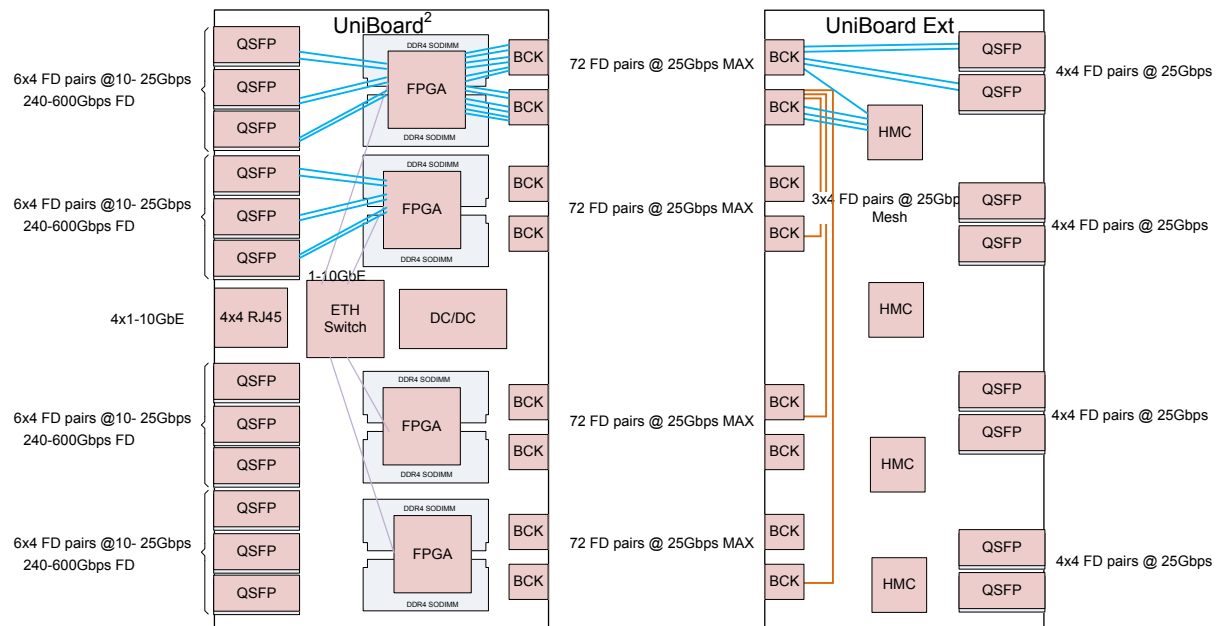 UniBoard2
UniBoard Ext
QSFP
QSFP
QSFP
6x4 FD pairs @10- 25Gbps
240-600Gbps FD
DDR4 SODIMM
FPGA
DDR4 SODIMM
BCK
BCK
72 FD pairs @ 25Gbps MAX
BCK
BCK
HMC
QSFP
QSFP
4x4 FD pairs @ 25Gbps
QSFP
QSFP
QSFP
6x4 FD pairs @10- 25Gbps
240-600Gbps FD
DDR4 SODIMM
FPGA
DDR4 SODIMM
BCK
BCK
72 FD pairs @ 25Gbps MAX
BCK
BCK
3x4 FD pairs @ 25Gbp
Mesh
QSFP
QSFP
4x4 FD pairs @ 25Gbps
4x1-10GbE
4x4 RJ45
1-10GbE
ETH
Switch
DC/DC
HMC
QSFP
QSFP
QSFP
6x4 FD pairs @10- 25Gbps
240-600Gbps FD
DDR4 SODIMM
FPGA
DDR4 SODIMM
BCK
BCK
72 FD pairs @ 25Gbps MAX
BCK
BCK
HMC
QSFP
QSFP
4x4 FD pairs @ 25Gbps
QSFP
QSFP
QSFP
6x4 FD pairs @10- 25Gbps
240-600Gbps FD
DDR4 SODIMM
FPGA
DDR4 SODIMM
BCK
BCK
72 FD pairs @ 25Gbps MAX
BCK
BCK
HMC
QSFP
QSFP
4x4 FD pairs @ 25Gbps